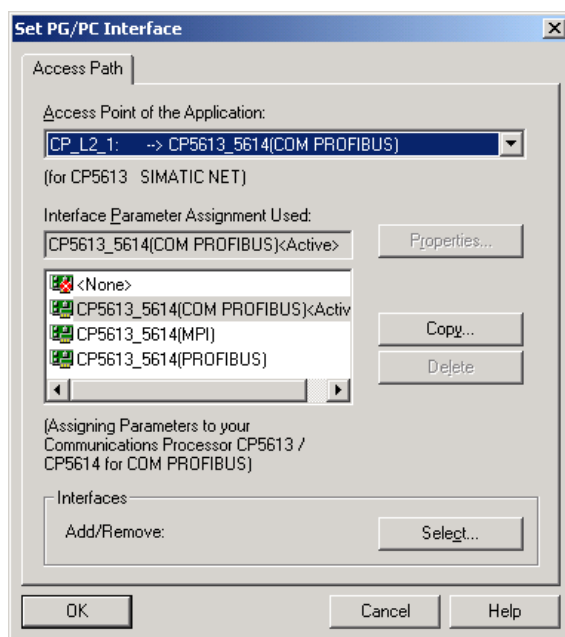 Set PG/PC Interface
Access Path
Access Point of the Application:
CP_L2_1: --> CP5613_5614(COM PROFIBUS)
(for CP5613 SIMATIC NET)
Interface Parameter Assignment Used:
CP5613_5614(COM PROFIBUS)<Active>
Properties...
<None>
CP5613_5614(COM PROFIBUS)<Activ
CP5613_5614(MPI)
CP5613_5614(PROFIBUS)
Copy...
Delete
(Assigning Parameters to your
Communications Processor CP5613 /
CP5614 for COM PROFIBUS)
Interfaces
Add/Remove:
Select...
OK
Cancel
Help